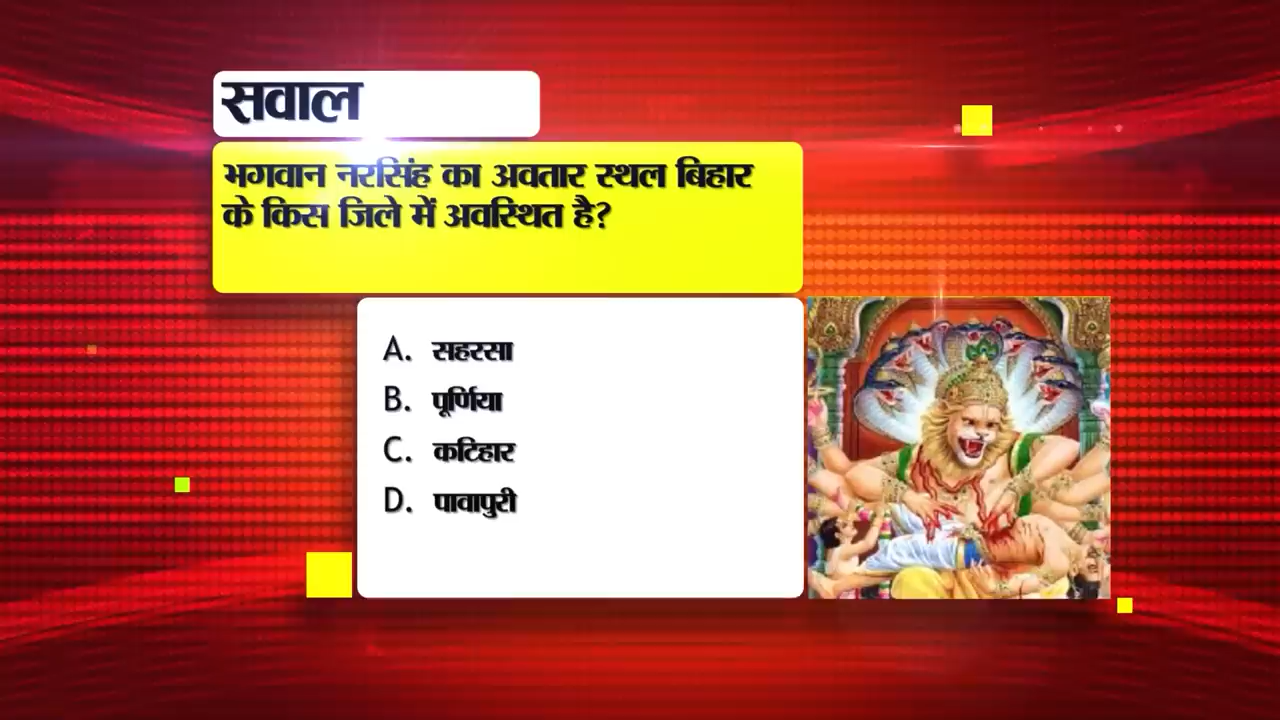 सवाल
भगवान नरसिंह का अवतार स्थल बिहार
के किस जिले में अवस्थित है?
A. सहरसा
B. पूर्णिया
C. कटिहार
D. पावापुरी